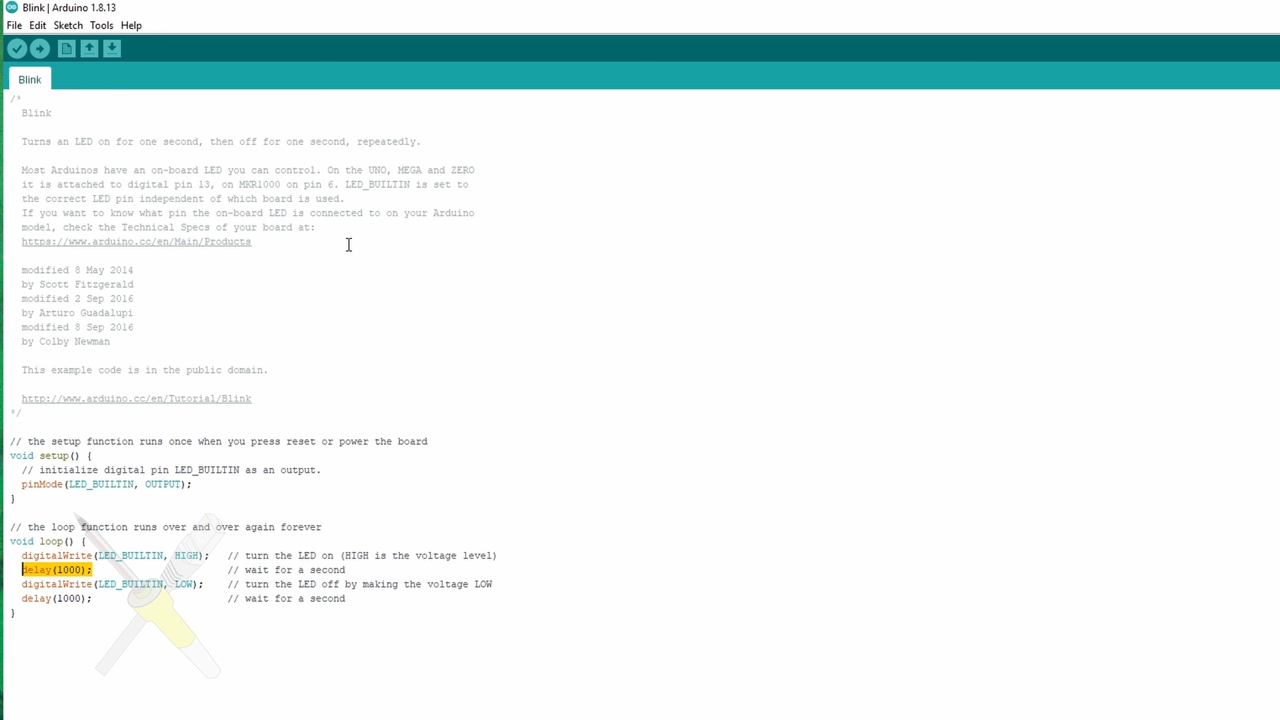 Blink | Arduino 1.8.13
File Edit Sketch Tools Help
Blink
/*
Blink
Turns an LED on for one second, then off for one second, repeatedly.
Most Arduinos have an on-board LED you can control. On the UNO, MEGA and ZERO
it is attached to digital pin 13, on MKR1000 on pin 6. LED_BUILTIN is set to
the correct LED pin independent of which board is used.
If you want to know what pin the on-board LED is connected to on your Arduino
model, check the Technical Specs of your board at:
https://www.arduino.cc/en/Main/Products
modified 8 May 2014
by Scott Fitzgerald
modified 2 Sep 2016
by Arturo Guadalupi
modified 8 Sep 2016
by Colby Newman
This example code is in the public domain.
http://www.arduino.cc/en/Tutorial/Blink
*/
// the setup function runs once when you press reset or power the board
void setup() {
// initialize digital pin LED_BUILTIN as an output.
pinMode(LED_BUILTIN, OUTPUT);
}
// the loop function runs over and over again forever
void loop() {
digitalWrite(LED_BUILTIN, HIGH); // turn the LED on (HIGH is the voltage level)
delay(1000); // wait for a second
digitalWrite(LED_BUILTIN, LOW); // turn the LED off by making the voltage LOW
delay(1000); // wait for a second
}